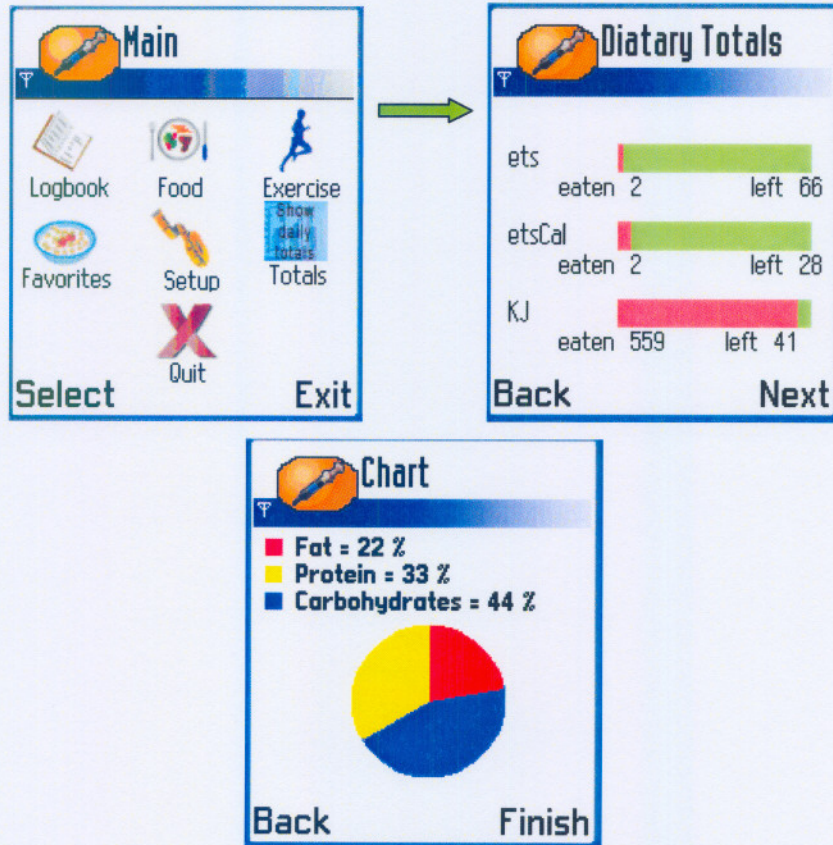 Main
Logbook Food Exercise
Show
daily
totals
Favorites Setup Totals
Quit
Select Exit
Diatary Totals
ets
eaten 2 left 66
etsCal
eaten 2 left 28
KJ
eaten 559 left 41
Back Next
Chart
Fat = 22 %
Protein = 33 %
Carbohydrates = 44 %
Back Finish